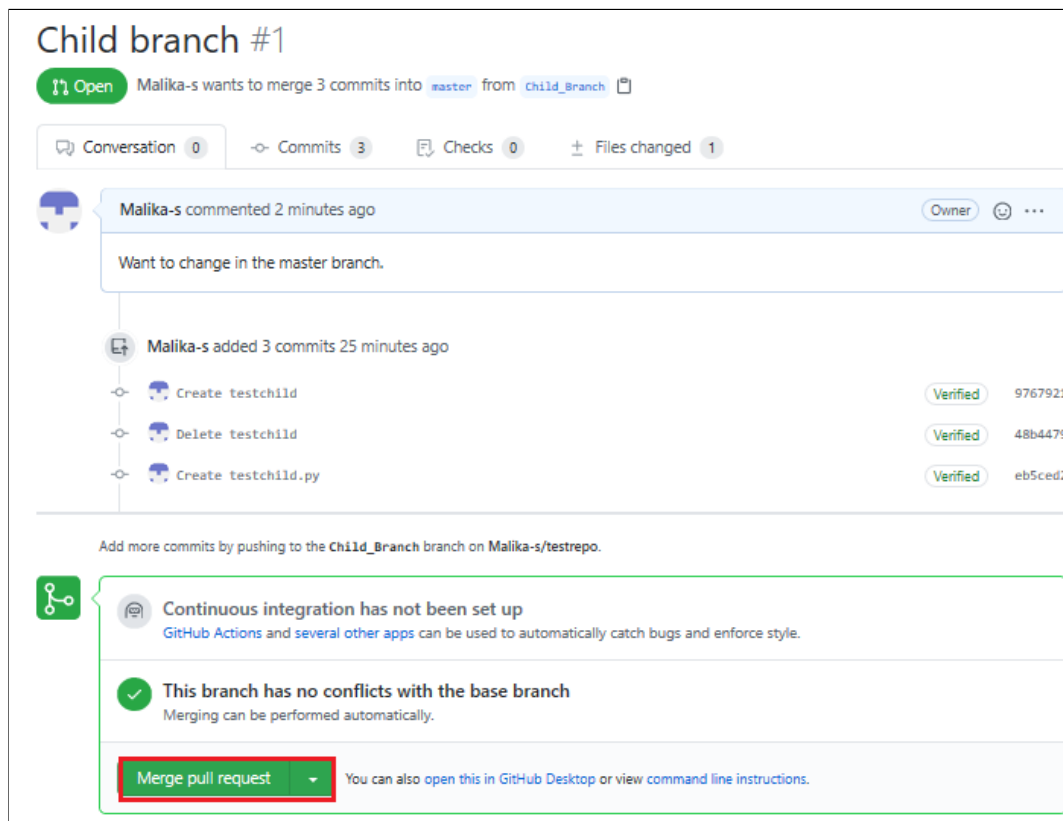 Child branch #1
Open Malika-s wants to merge 3 commits into master from Child_Branch
Conversation 0 Commits 3 Checks 0 Files changed 1
Malika-s commented 2 minutes ago Owner ...
Want to change in the master branch.
Malika-s added 3 commits 25 minutes ago
Create testchild Verified 9767921
Delete testchild Verified 48b4479
Create testchild.py Verified eb5ced2
Add more commits by pushing to the Child_Branch branch on Malika-s/testrepo.
Continuous integration has not been set up
GitHub Actions and several other apps can be used to automatically catch bugs and enforce style.
This branch has no conflicts with the base branch
Merging can be performed automatically.
Merge pull request You can also open this in GitHub Desktop or view command line instructions.